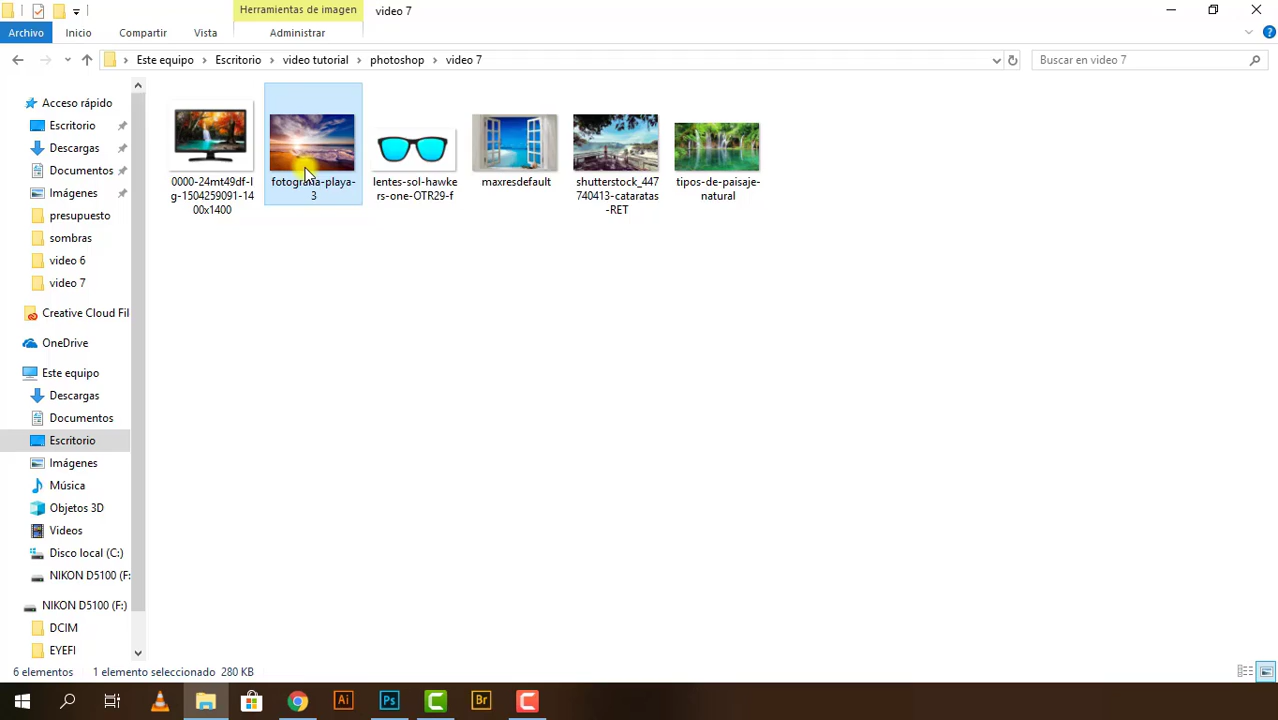 Herramientas de imagen
video 7
Archivo
Inicio
Compartir
Vista
Administrar
Este equipo
Escritorio
video tutorial
photoshop
video 7
Buscar en video 7
Acceso rápido
Escritorio
Descargas
Documentos
Imágenes
presupuesto
sombras
video 6
video 7
Creative Cloud Fil
OneDrive
Este equipo
Descargas
Documentos
Escritorio
Imágenes
Música
Objetos 3D
Videos
Disco local (C:)
NIKON D5100 (F:
NIKON D5100 (F:)
DCIM
EYEFI
0000-24mt49df-l
g-1504259091-14
00x1400
fotografia-playa-
3
lentes-sol-hawke
rs-one-OTR29-f
maxresdefault
shutterstock_447
740413-cataratas
-RET
tipos-de-paisaje-
natural
6 elementos
1 elemento seleccionado
280 KB
Ai
Ps
Br